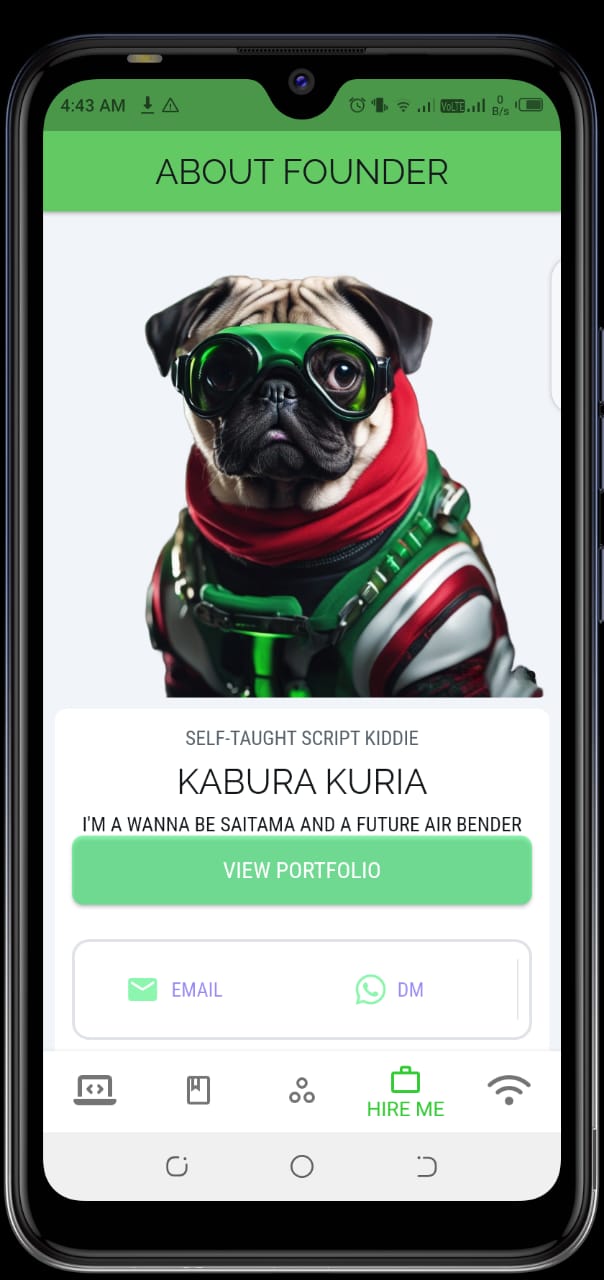 4:43 AM VoLTE 0 B/s
ABOUT FOUNDER
SELF-TAUGHT SCRIPT KIDDIE
KABURA KURIA
I'M A WANNA BE SAITAMA AND A FUTURE AIR BENDER
VIEW PORTFOLIO
EMAIL DM
HIRE ME